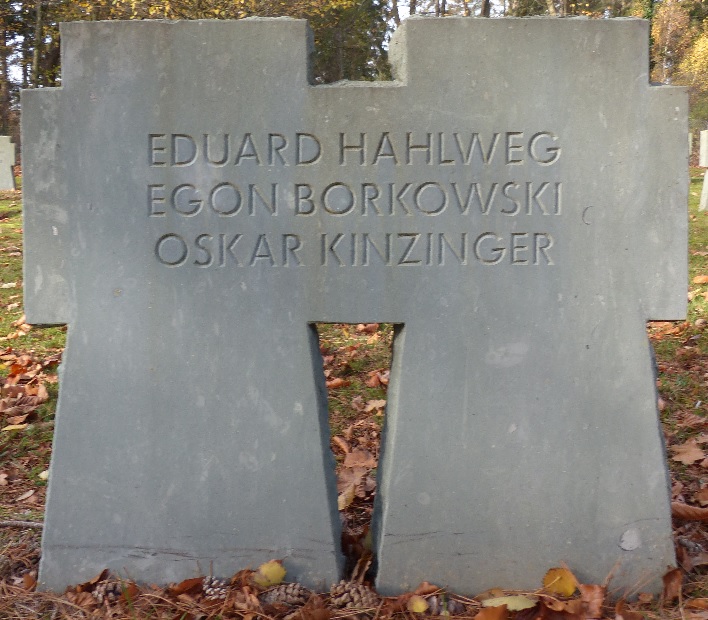 EDUARD HAHLWEG
EGON BORKOWSKI
OSKAR KINZINGER